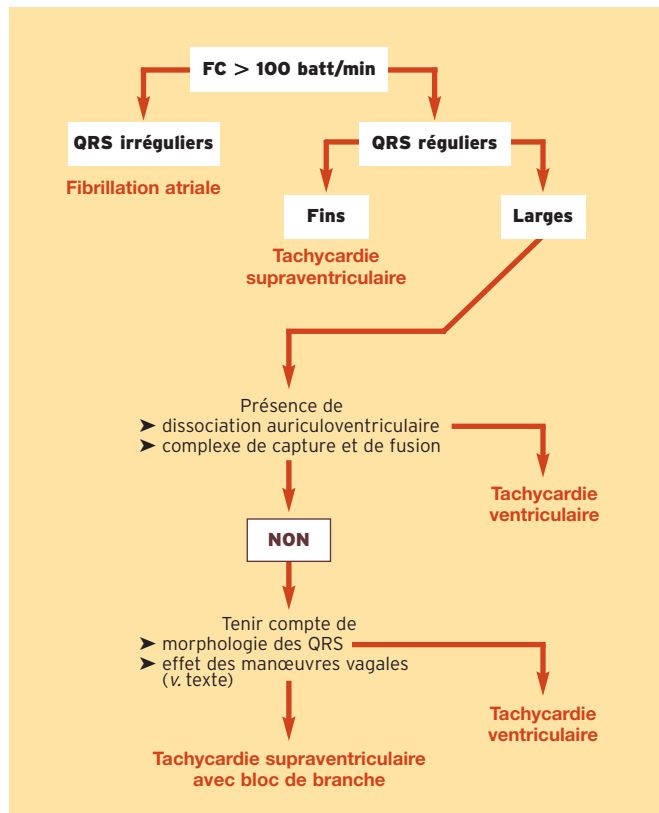 FC > 100 batt/min
QRS irréguliers
QRS réguliers
Fibrillation atriale
Fins
Larges
Tachycardie
supraventriculaire
Présence de
➤ dissociation auriculoventriculaire
➤ complexe de capture et de fusion
Tachycardie
ventriculaire
NON
Tenir compte de
➤ morphologie des QRS
➤ effet des manœuvres vagales
(v. texte)
Tachycardie
ventriculaire
Tachycardie supraventriculaire
avec bloc de branche